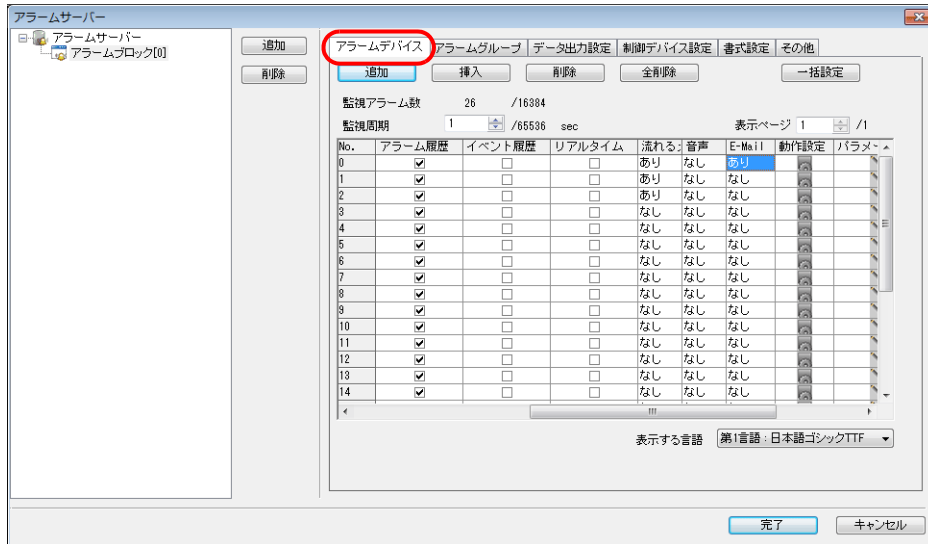 アラームサーバー
アラームサーバー
アラームブロック[0]
追加
削除
アラームデバイス アラームグループ データ出力設定 制御デバイス設定 書式設定 その他
追加 挿入 削除 全削除 一括設定
監視アラーム数 26 /16384
監視周期 1 /65536 sec 表示ページ 1 /1
No. アラーム履歴 イベント履歴 リアルタイム 流れる 音声 E-Mail 動作設定 パラメー
0 あり なし あり
1 あり なし なし
2 あり なし なし
3 なし なし なし
4 なし なし なし
5 なし なし なし
6 なし なし なし
7 なし なし なし
8 なし なし なし
9 なし なし なし
10 なし なし なし
11 なし なし なし
12 なし なし なし
13 なし なし なし
14 なし なし なし
表示する言語 第1言語:日本語ゴシックTTF
完了 キャンセル